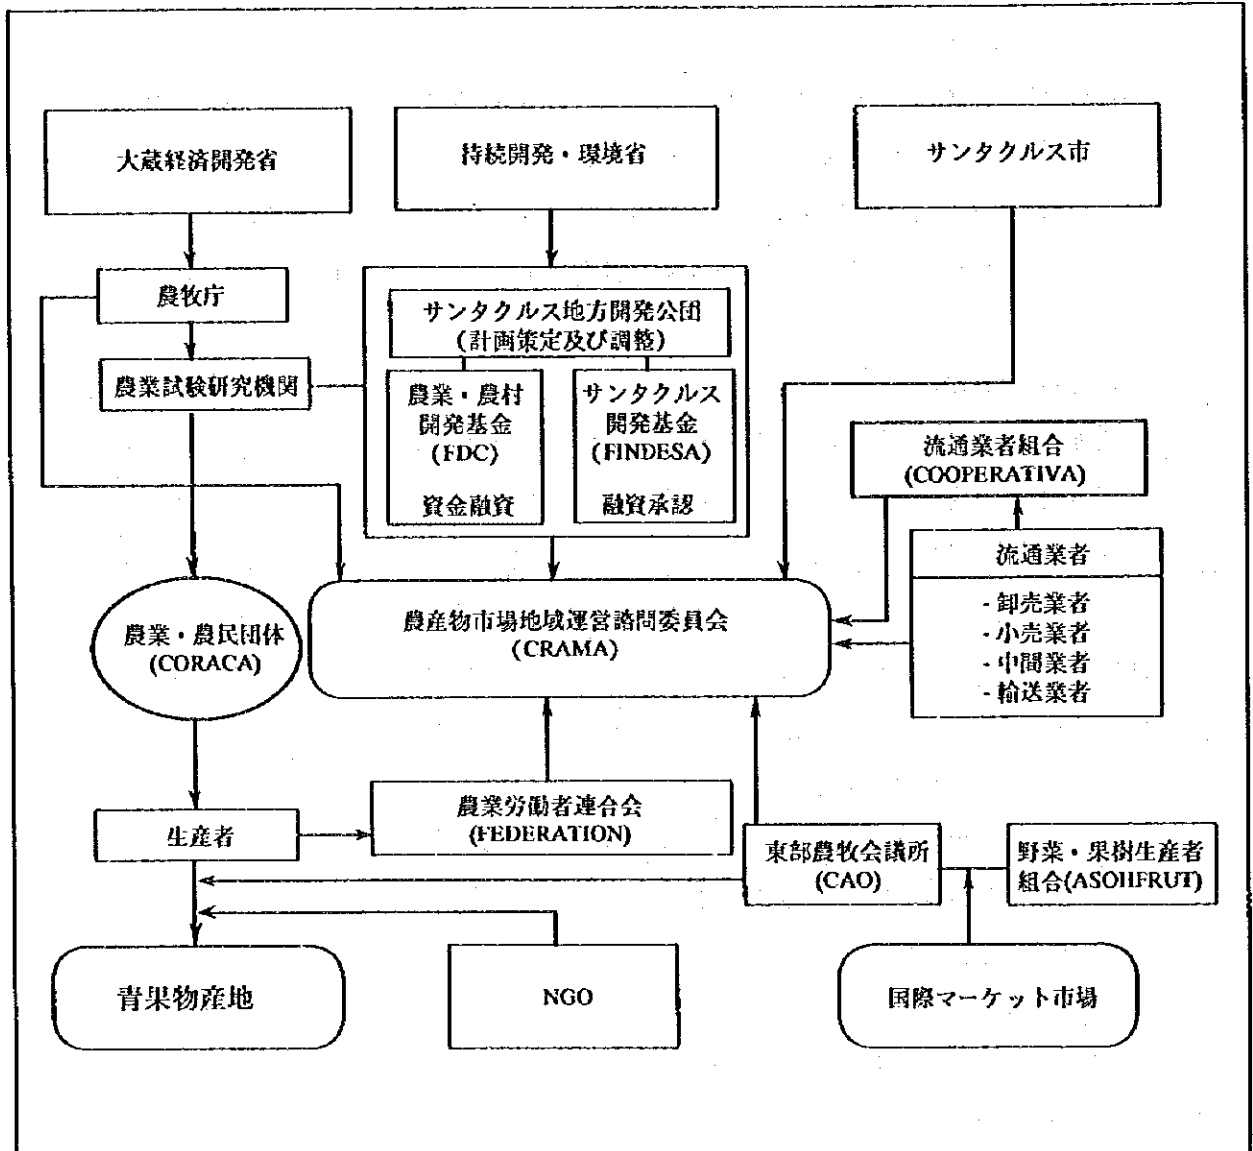 大蔵経済開発省
持続開発・環境省
サンタクルス市
農牧庁
サンタクルス地方開発公団
(計画策定及び調整)
農業試験研究機関
農業・農村
開発基金
(FDC)
資金融資
サンタクルス
開発基金
(FINDESA)
融資承認
流通業者組合
(COOPERATIVA)
流通業者
- 卸売業者
- 小売業者
- 中間業者
- 輸送業者
農業・農民団体
(CORACA)
農産物市場地域運営諮問委員会
(CRAMA)
生産者
農業労働者連合会
(FEDERATION)
東部農牧会議所
(CAO)
野菜・果樹生産者
組合(ASOHFRUT)
青果物産地
NGO
国際マーケット市場